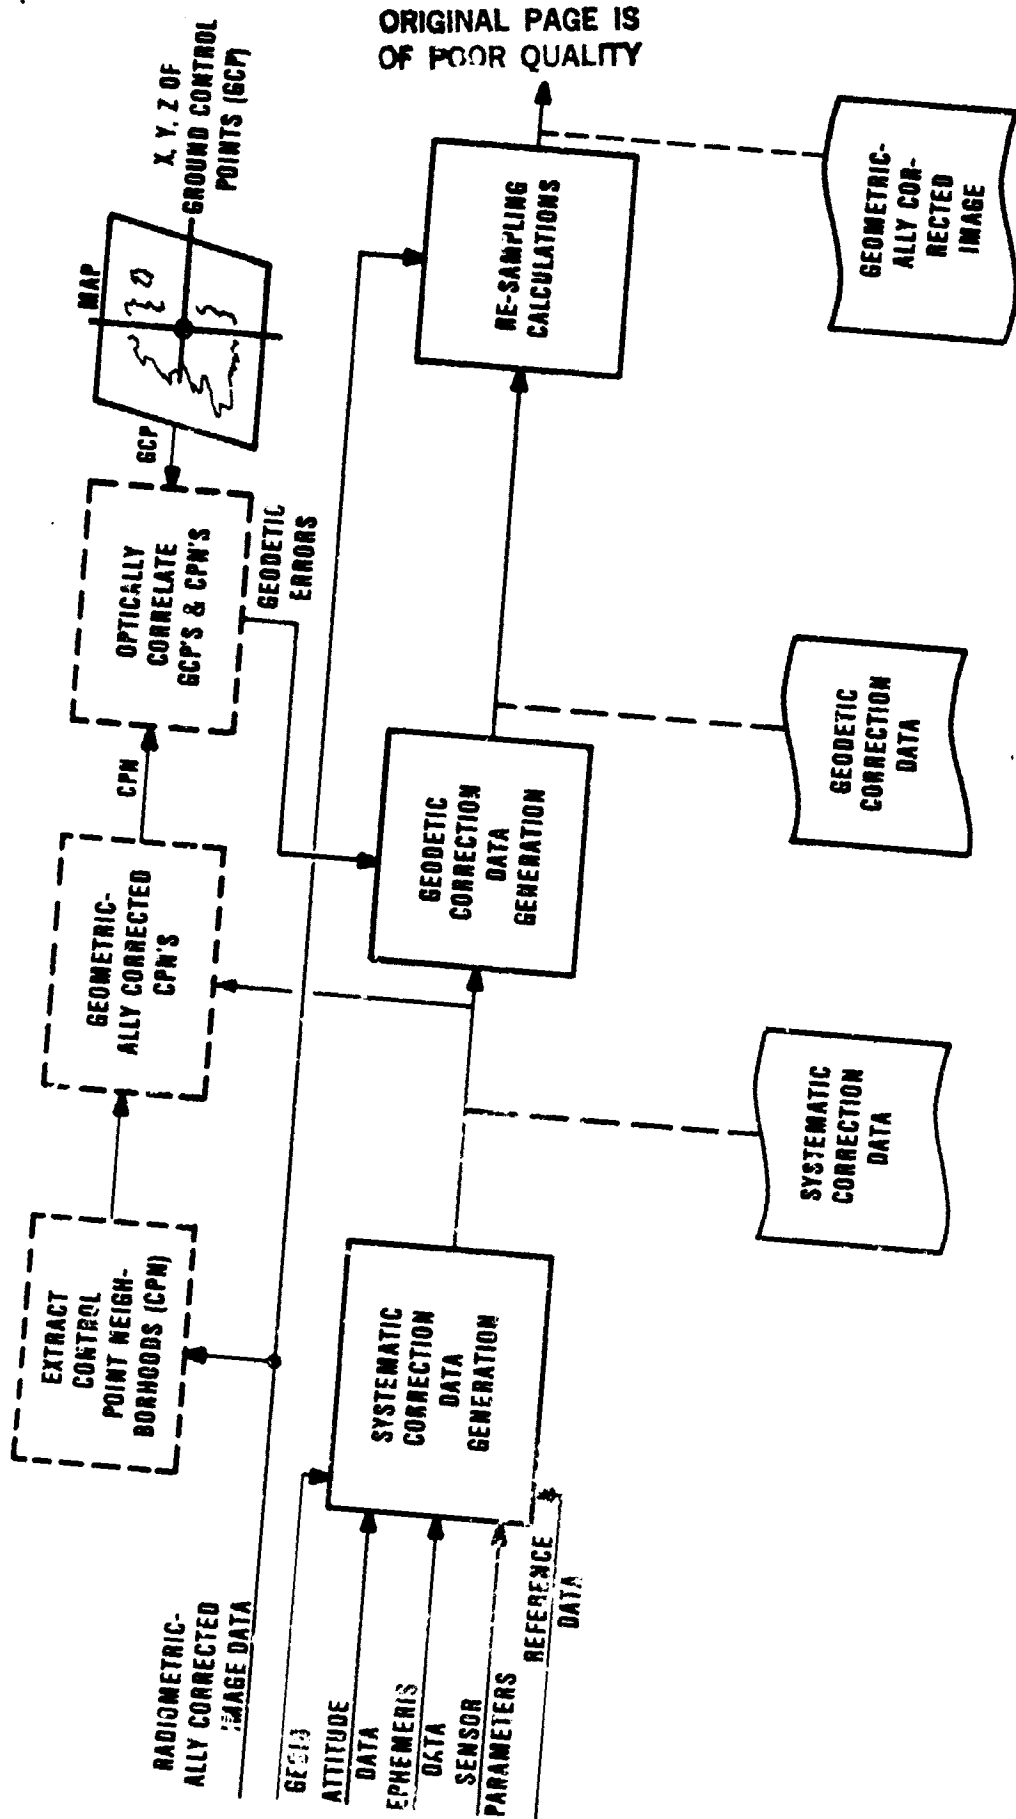 ORIGINAL PAGE IS
OF POOR QUALITY
RADIOMETRIC-
ALLY CORRECTED
IMAGE DATA
ATTITUDE
DATA
EPHEMERIS
DATA
SENSOR
PARAMETERS
REFERENCE
DATA
EXTRACT
CONTROL
POINT NEIGH-
BORHOODS (CPN)
GEOMETRIC-
ALLY CORRECTED
CPN'S
CPN
OPTICALLY
CORRELATE
GCP'S & CPN'S
GCP
MAP
X, Y, Z OF
GROUND CONTROL
POINTS (GCP)
GEODETIC
ERRORS
SYSTEMATIC
CORRECTION
DATA
GENERATION
GEODETIC
CORRECTION
DATA
GENERATION
RE-SAMPLING
CALCULATIONS
SYSTEMATIC
CORRECTION
DATA
GEODETIC
CORRECTION
DATA
GEOMETRIC-
ALLY COR-
RECTED
IMAGE